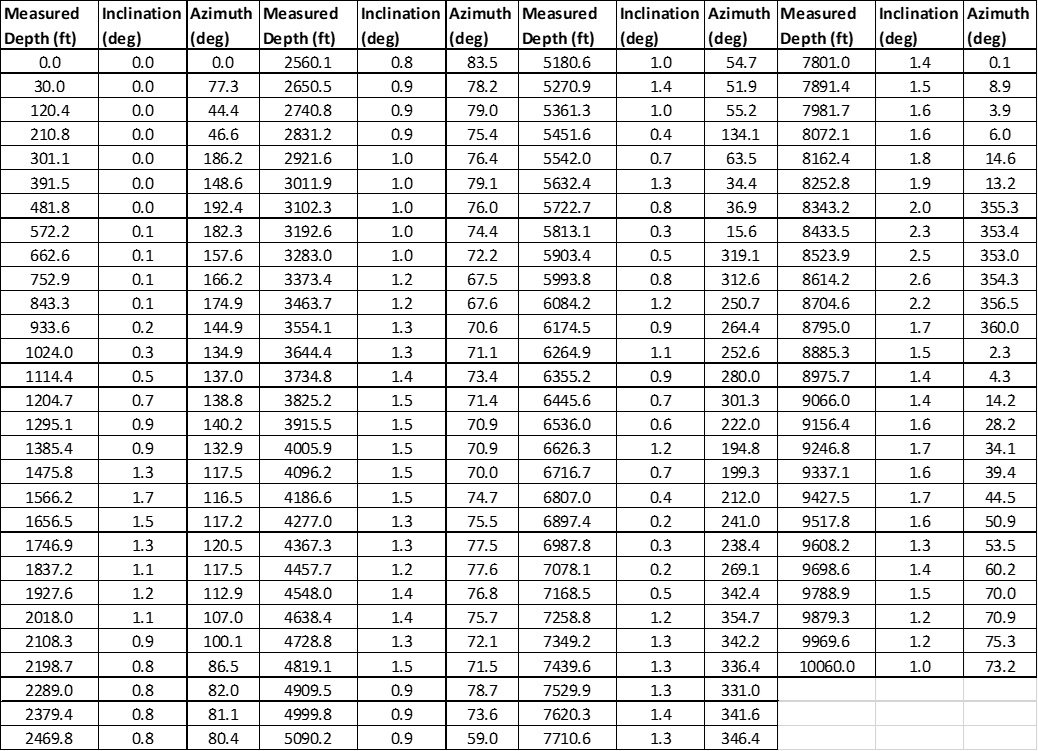 Measured Inclination Azimuth Measured Inclination Azimuth Measured Inclination Azimuth Measured Inclination Azimuth
Depth (ft) (deg) (deg) Depth (ft) (deg) (deg) Depth (ft) (deg) (deg) Depth (ft) (deg) (deg)
0.0 0.0 0.0 2560.1 0.8 83.5 5180.6 1.0 54.7 7801.0 1.4 0.1
30.0 0.0 77.3 2650.5 0.9 78.2 5270.9 1.4 51.9 7891.4 1.5 8.9
120.4 0.0 44.4 2740.8 0.9 79.0 5361.3 1.0 55.2 7981.7 1.6 3.9
210.8 0.0 46.6 2831.2 0.9 75.4 5451.6 0.4 134.1 8072.1 1.6 6.0
301.1 0.0 186.2 2921.6 1.0 76.4 5542.0 0.7 63.5 8162.4 1.8 14.6
391.5 0.0 148.6 3011.9 1.0 79.1 5632.4 1.3 34.4 8252.8 1.9 13.2
481.8 0.0 192.4 3102.3 1.0 76.0 5722.7 0.8 36.9 8343.2 2.0 355.3
572.2 0.1 182.3 3192.6 1.0 74.4 5813.1 0.3 15.6 8433.5 2.3 353.4
662.6 0.1 157.6 3283.0 1.0 72.2 5903.4 0.5 319.1 8523.9 2.5 353.0
752.9 0.1 166.2 3373.4 1.2 67.5 5993.8 0.8 312.6 8614.2 2.6 354.3
843.3 0.1 174.9 3463.7 1.2 67.6 6084.2 1.2 250.7 8704.6 2.2 356.5
933.6 0.2 144.9 3554.1 1.3 70.6 6174.5 0.9 264.4 8795.0 1.7 360.0
1024.0 0.3 134.9 3644.4 1.3 71.1 6264.9 1.1 252.6 8885.3 1.5 2.3
1114.4 0.5 137.0 3734.8 1.4 73.4 6355.2 0.9 280.0 8975.7 1.4 4.3
1204.7 0.7 138.8 3825.2 1.5 71.4 6445.6 0.7 301.3 9066.0 1.4 14.2
1295.1 0.9 140.2 3915.5 1.5 70.9 6536.0 0.6 222.0 9156.4 1.6 28.2
1385.4 0.9 132.9 4005.9 1.5 70.9 6626.3 1.2 194.8 9246.8 1.7 34.1
1475.8 1.3 117.5 4096.2 1.5 70.0 6716.7 0.7 199.3 9337.1 1.6 39.4
1566.2 1.7 116.5 4186.6 1.5 74.7 6807.0 0.4 212.0 9427.5 1.7 44.5
1656.5 1.5 117.2 4277.0 1.3 75.5 6897.4 0.2 241.0 9517.8 1.6 50.9
1746.9 1.3 120.5 4367.3 1.3 77.5 6987.8 0.3 238.4 9608.2 1.3 53.5
1837.2 1.1 117.5 4457.7 1.2 77.6 7078.1 0.2 269.1 9698.6 1.4 60.2
1927.6 1.2 112.9 4548.0 1.4 76.8 7168.5 0.5 342.4 9788.9 1.5 70.0
2018.0 1.1 107.0 4638.4 1.4 75.7 7258.8 1.2 354.7 9879.3 1.2 70.9
2108.3 0.9 100.1 4728.8 1.3 72.1 7349.2 1.3 342.2 9969.6 1.2 75.3
2198.7 0.8 86.5 4819.1 1.5 71.5 7439.6 1.3 336.4 10060.0 1.0 73.2
2289.0 0.8 82.0 4909.5 0.9 78.7 7529.9 1.3 331.0
2379.4 0.8 81.1 4999.8 0.9 73.6 7620.3 1.4 341.6
2469.8 0.8 80.4 5090.2 0.9 59.0 7710.6 1.3 346.4